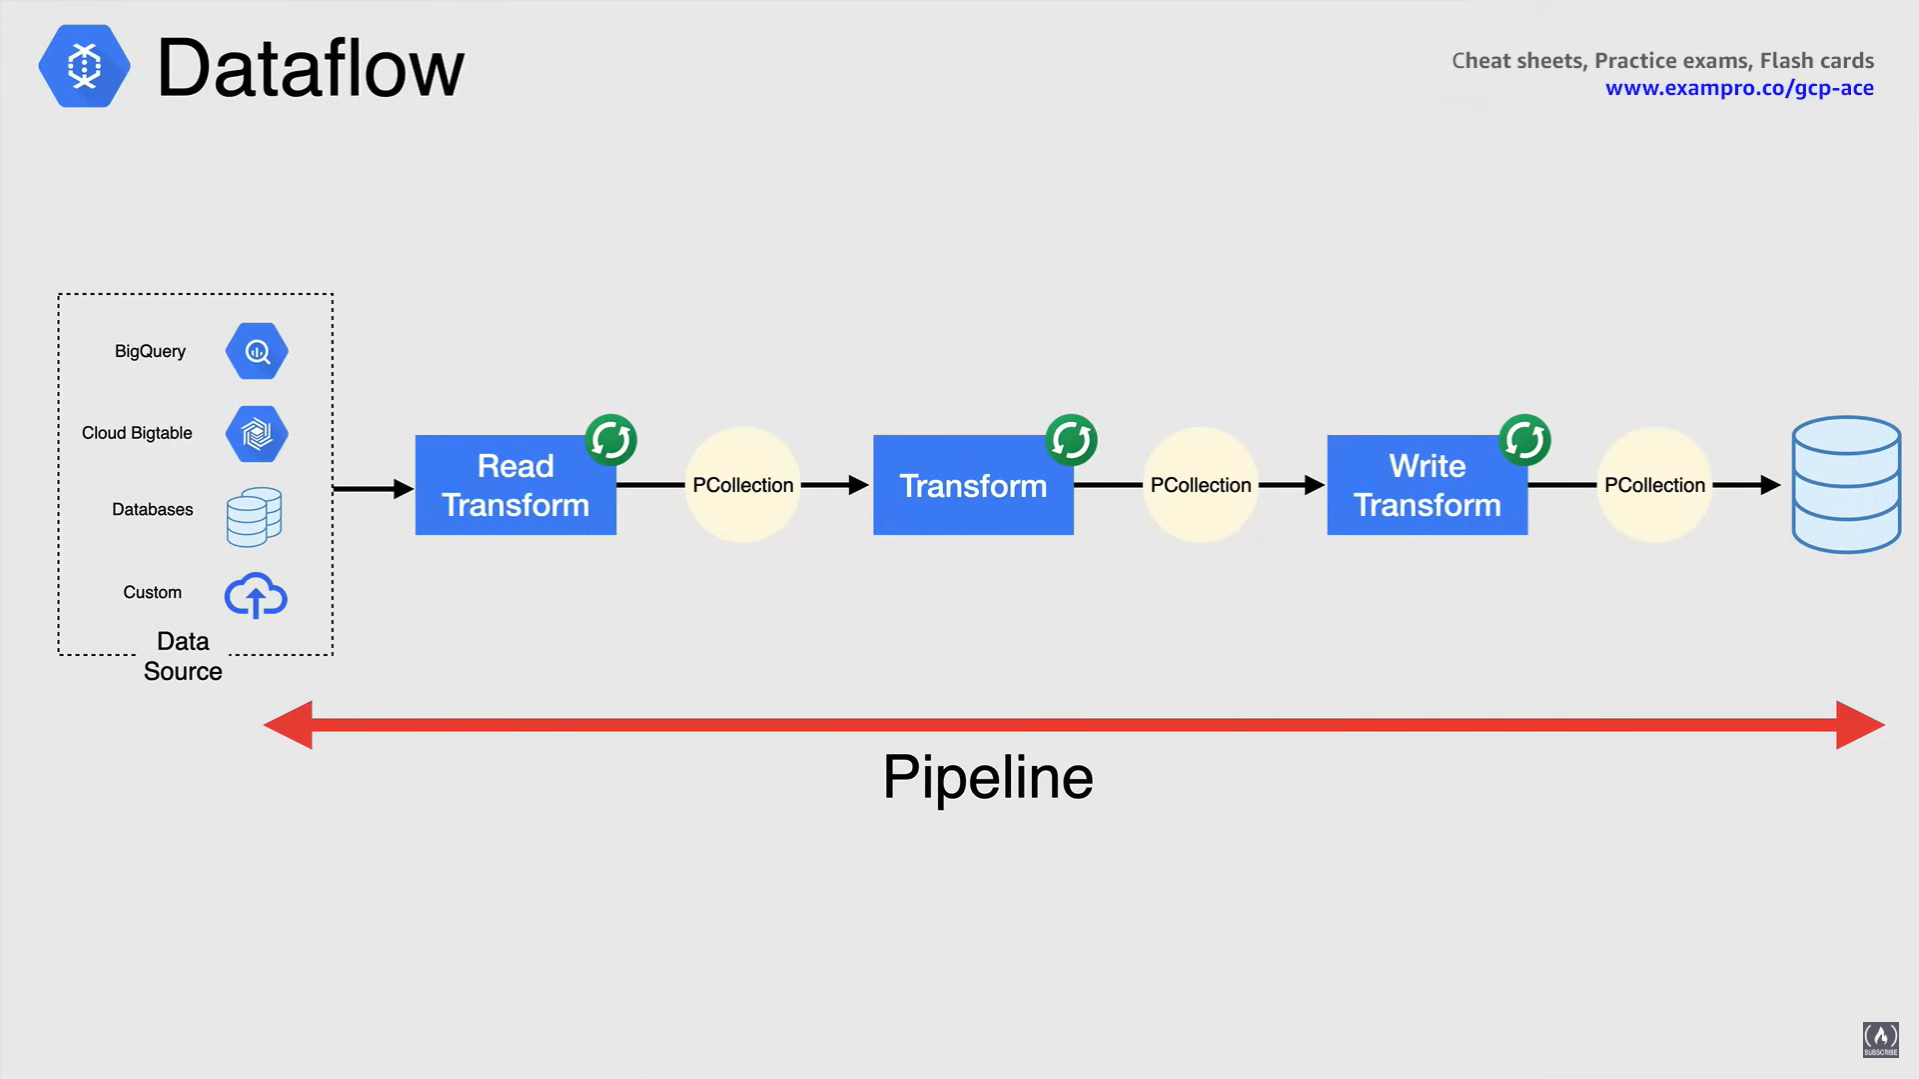 Dataflow
Cheat sheets, Practice exams, Flash cards
www.exampro.co/gcp-ace
BigQuery
Cloud Bigtable
Databases
Custom
Data
Source
Read
Transform
PCollection
Transform
PCollection
Write
Transform
PCollection
Pipeline
SUBSCRIBE